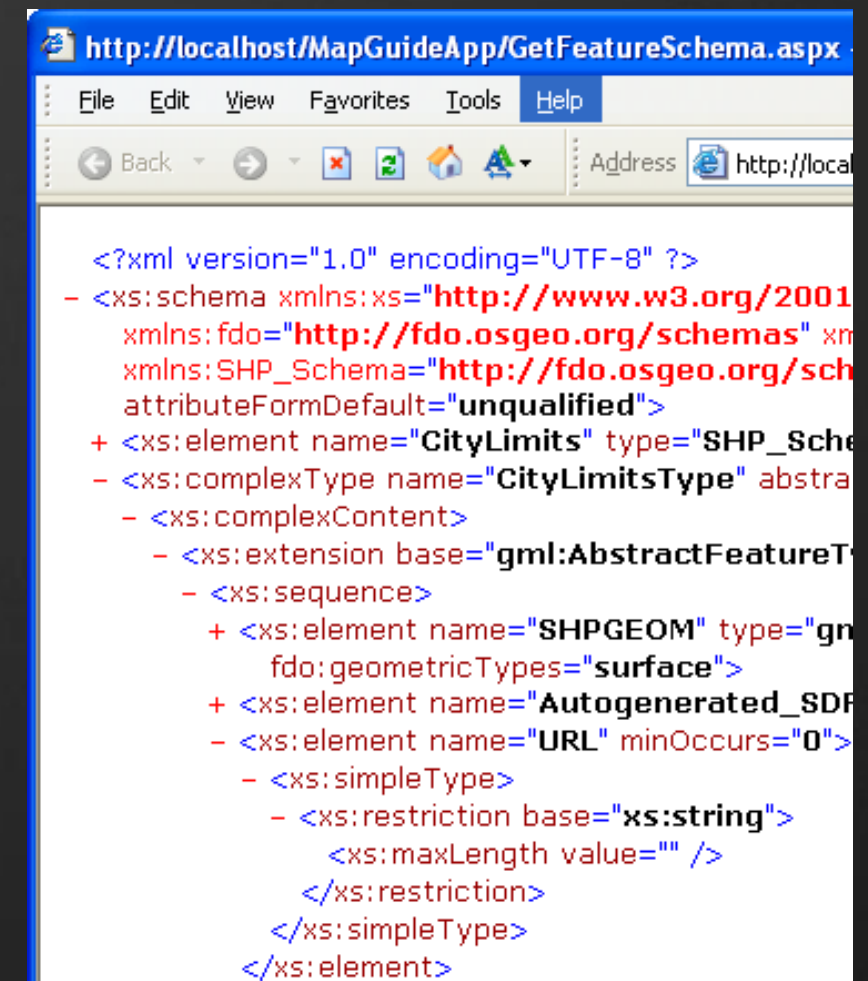 http://localhost/MapGuideApp/GetFeatureSchema.aspx -
File Edit View Favorites Tools Help
Back Address http://local
<?xml version="1.0" encoding="UTF-8" ?>
- <xs:schema xmlns:xs="http://www.w3.org/2001
xmlns:fdo="http://fdo.osgeo.org/schemas" xm
xmlns:SHP_Schema="http://fdo.osgeo.org/sch
attributeFormDefault="unqualified">
+ <xs:element name="CityLimits" type="SHP_Sche
- <xs:complexType name="CityLimitsType" abstra
- <xs:complexContent>
- <xs:extension base="gml:AbstractFeatureTy
- <xs:sequence>
+ <xs:element name="SHPGEOM" type="gm
fdo:geometricTypes="surface">
+ <xs:element name="Autogenerated_SDF
- <xs:element name="URL" minOccurs="0">
- <xs:simpleType>
- <xs:restriction base="xs:string">
<xs:maxLength value="" />
</xs:restriction>
</xs:simpleType>
</xs:element>